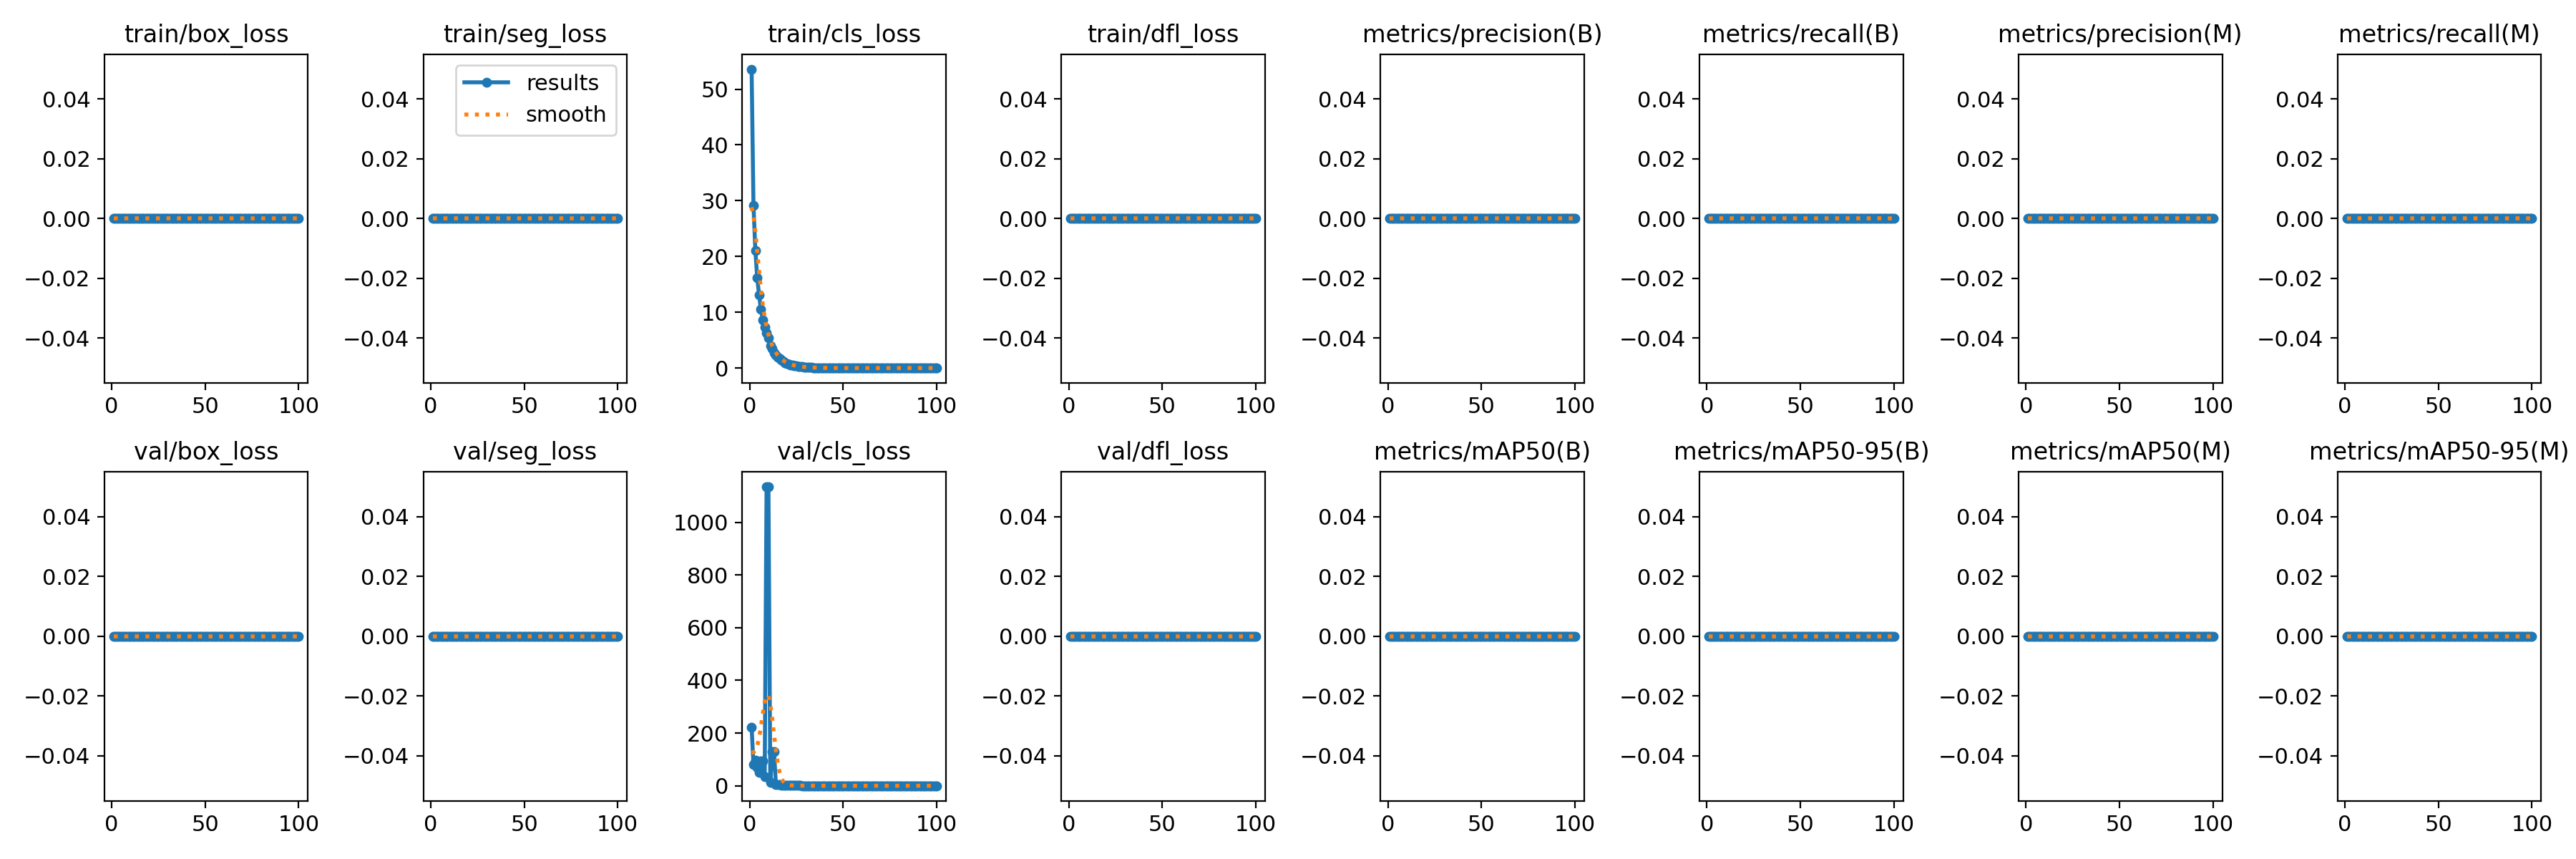 train/box_loss train/seg_loss train/cls_loss train/dfl_loss metrics/precision(B) metrics/recall(B) metrics/precision(M) metrics/recall(M)
results
smooth
0.04 0.04 50 0.04 0.04 0.04 0.04 0.04
40
0.02 0.02 30 0.02 0.02 0.02 0.02 0.02
0.00 0.00 20 0.00 0.00 0.00 0.00 0.00
−0.02 −0.02 10 −0.02 −0.02 −0.02 −0.02 −0.02
−0.04 −0.04 0 −0.04 −0.04 −0.04 −0.04 −0.04
0 50 100 0 50 100 0 50 100 0 50 100 0 50 100 0 50 100 0 50 100 0 50 100
val/box_loss val/seg_loss val/cls_loss val/dfl_loss metrics/mAP50(B) metrics/mAP50-95(B) metrics/mAP50(M) metrics/mAP50-95(M)
0.04 0.04 1000 0.04 0.04 0.04 0.04 0.04
0.02 0.02 800 0.02 0.02 0.02 0.02 0.02
0.00 0.00 600 0.00 0.00 0.00 0.00 0.00
400
−0.02 −0.02 200 −0.02 −0.02 −0.02 −0.02 −0.02
−0.04 −0.04 0 −0.04 −0.04 −0.04 −0.04 −0.04
0 50 100 0 50 100 0 50 100 0 50 100 0 50 100 0 50 100 0 50 100 0 50 100